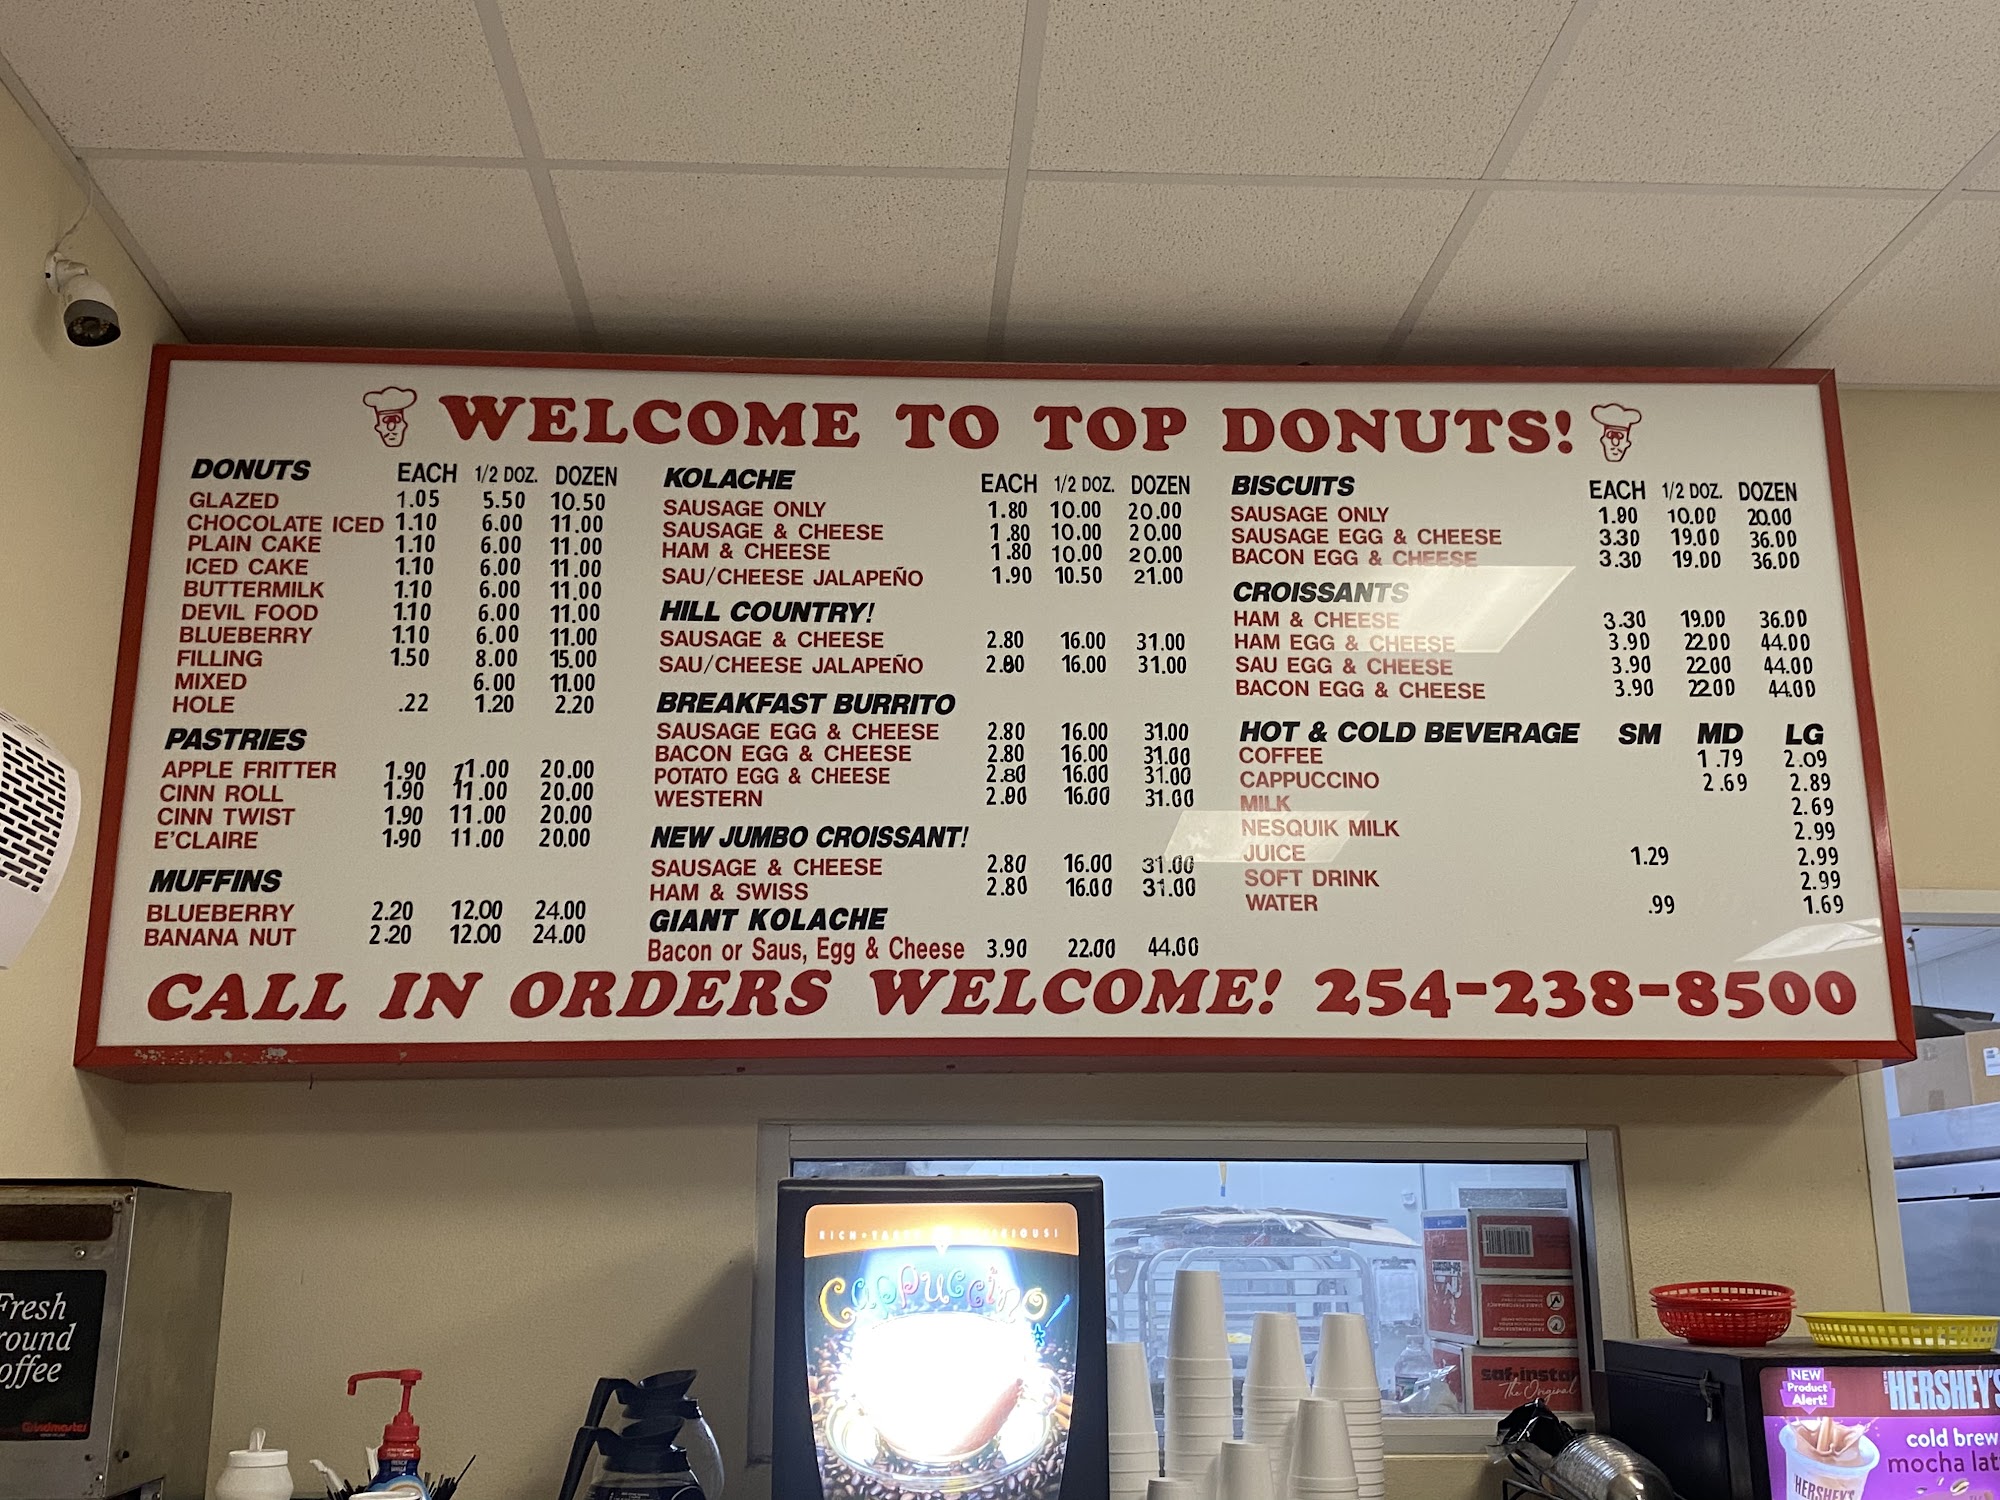 WELCOME TO TOP DONUTS!
DONUTS EACH 1/2 DOZ. DOZEN
GLAZED 1.05 5.50 10.50
CHOCOLATE ICED 1.10 6.00 11.00
PLAIN CAKE 1.10 6.00 11.00
ICED CAKE 1.10 6.00 11.00
BUTTERMILK 1.10 6.00 11.00
DEVIL FOOD 1.10 6.00 11.00
BLUEBERRY 1.10 6.00 11.00
FILLING 1.50 8.00 15.00
MIXED 6.00 11.00
HOLE .22 1.20 2.20
PASTRIES
APPLE FRITTER 1.90 11.00 20.00
CINN ROLL 1.90 11.00 20.00
CINN TWIST 1.90 11.00 20.00
E'CLAIRE 1.90 11.00 20.00
MUFFINS
BLUEBERRY 2.20 12.00 24.00
BANANA NUT 2.20 12.00 24.00
KOLACHE EACH 1/2 DOZ. DOZEN
SAUSAGE ONLY 1.80 10.00 20.00
SAUSAGE & CHEESE 1.80 10.00 20.00
HAM & CHEESE 1.80 10.00 20.00
SAU/CHEESE JALAPEÑO 1.90 10.50 21.00
HILL COUNTRY!
SAUSAGE & CHEESE 2.80 16.00 31.00
SAU/CHEESE JALAPEÑO 16.00 31.00
BREAKFAST BURRITO
SAUSAGE EGG & CHEESE 2.80 16.00 31.00
BACON EGG & CHEESE 2.80 16.00 31.00
POTATO EGG & CHEESE 2.80 16.00 31.00
WESTERN 2.90 16.00 31.00
NEW JUMBO CROISSANT!
SAUSAGE & CHEESE 2.80 16.00 31.00
HAM & SWISS 2.80 16.00 31.00
GIANT KOLACHE
Bacon or Saus, Egg & Cheese 3.90 22.00 44.00
BISCUITS EACH 1/2 DOZ. DOZEN
SAUSAGE ONLY 10.00 20.00
SAUSAGE EGG & CHEESE 3.30 19.00 36.00
BACON EGG & CHEESE 3.30 19.00 36.00
CROISSANTS
HAM & CHEESE 3.30 19.00 36.00
HAM EGG & CHEESE 3.90 22.00 44.00
SAU EGG & CHEESE 3.90 22.00 44.00
BACON EGG & CHEESE 3.90 22.00 44.00
HOT & COLD BEVERAGE SM MD LG
COFFEE 1.79 2.09
CAPPUCCINO 2.69 2.89
MILK 2.69
NESQUIK MILK 2.99
JUICE 1.29 2.99
SOFT DRINK 2.99
WATER .99 1.69
CALL IN ORDERS WELCOME! 254-238-8500
Cappuccino
Fresh
offee
Grindmaster
saf-insta
The Original
NEW
Product
Alert!
HERSHEY'S
cold brew
mocha lat
HERSHEY'S